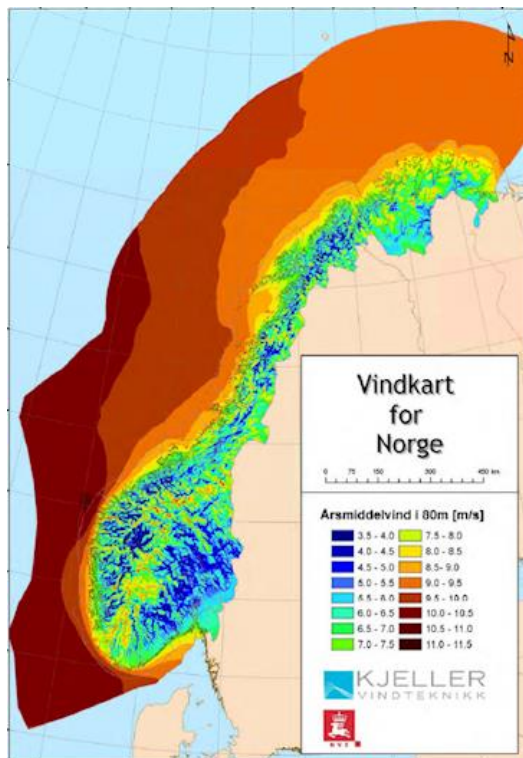 N
Vindkart
for
Norge
0 75 150 300 450 km
Årsmiddelvind i 80m [m/s]
3.5 - 4.0 7.5 - 8.0
4.0 - 4.5 8.0 - 8.5
4.5 - 5.0 8.5 - 9.0
5.0 - 5.5 9.0 - 9.5
5.5 - 6.0 9.5 - 10.0
6.0 - 6.5 10.0 - 10.5
6.5 - 7.0 10.5 - 11.0
7.0 - 7.5 11.0 - 11.5
KJELLER
VINDTEKNIKK
NVE